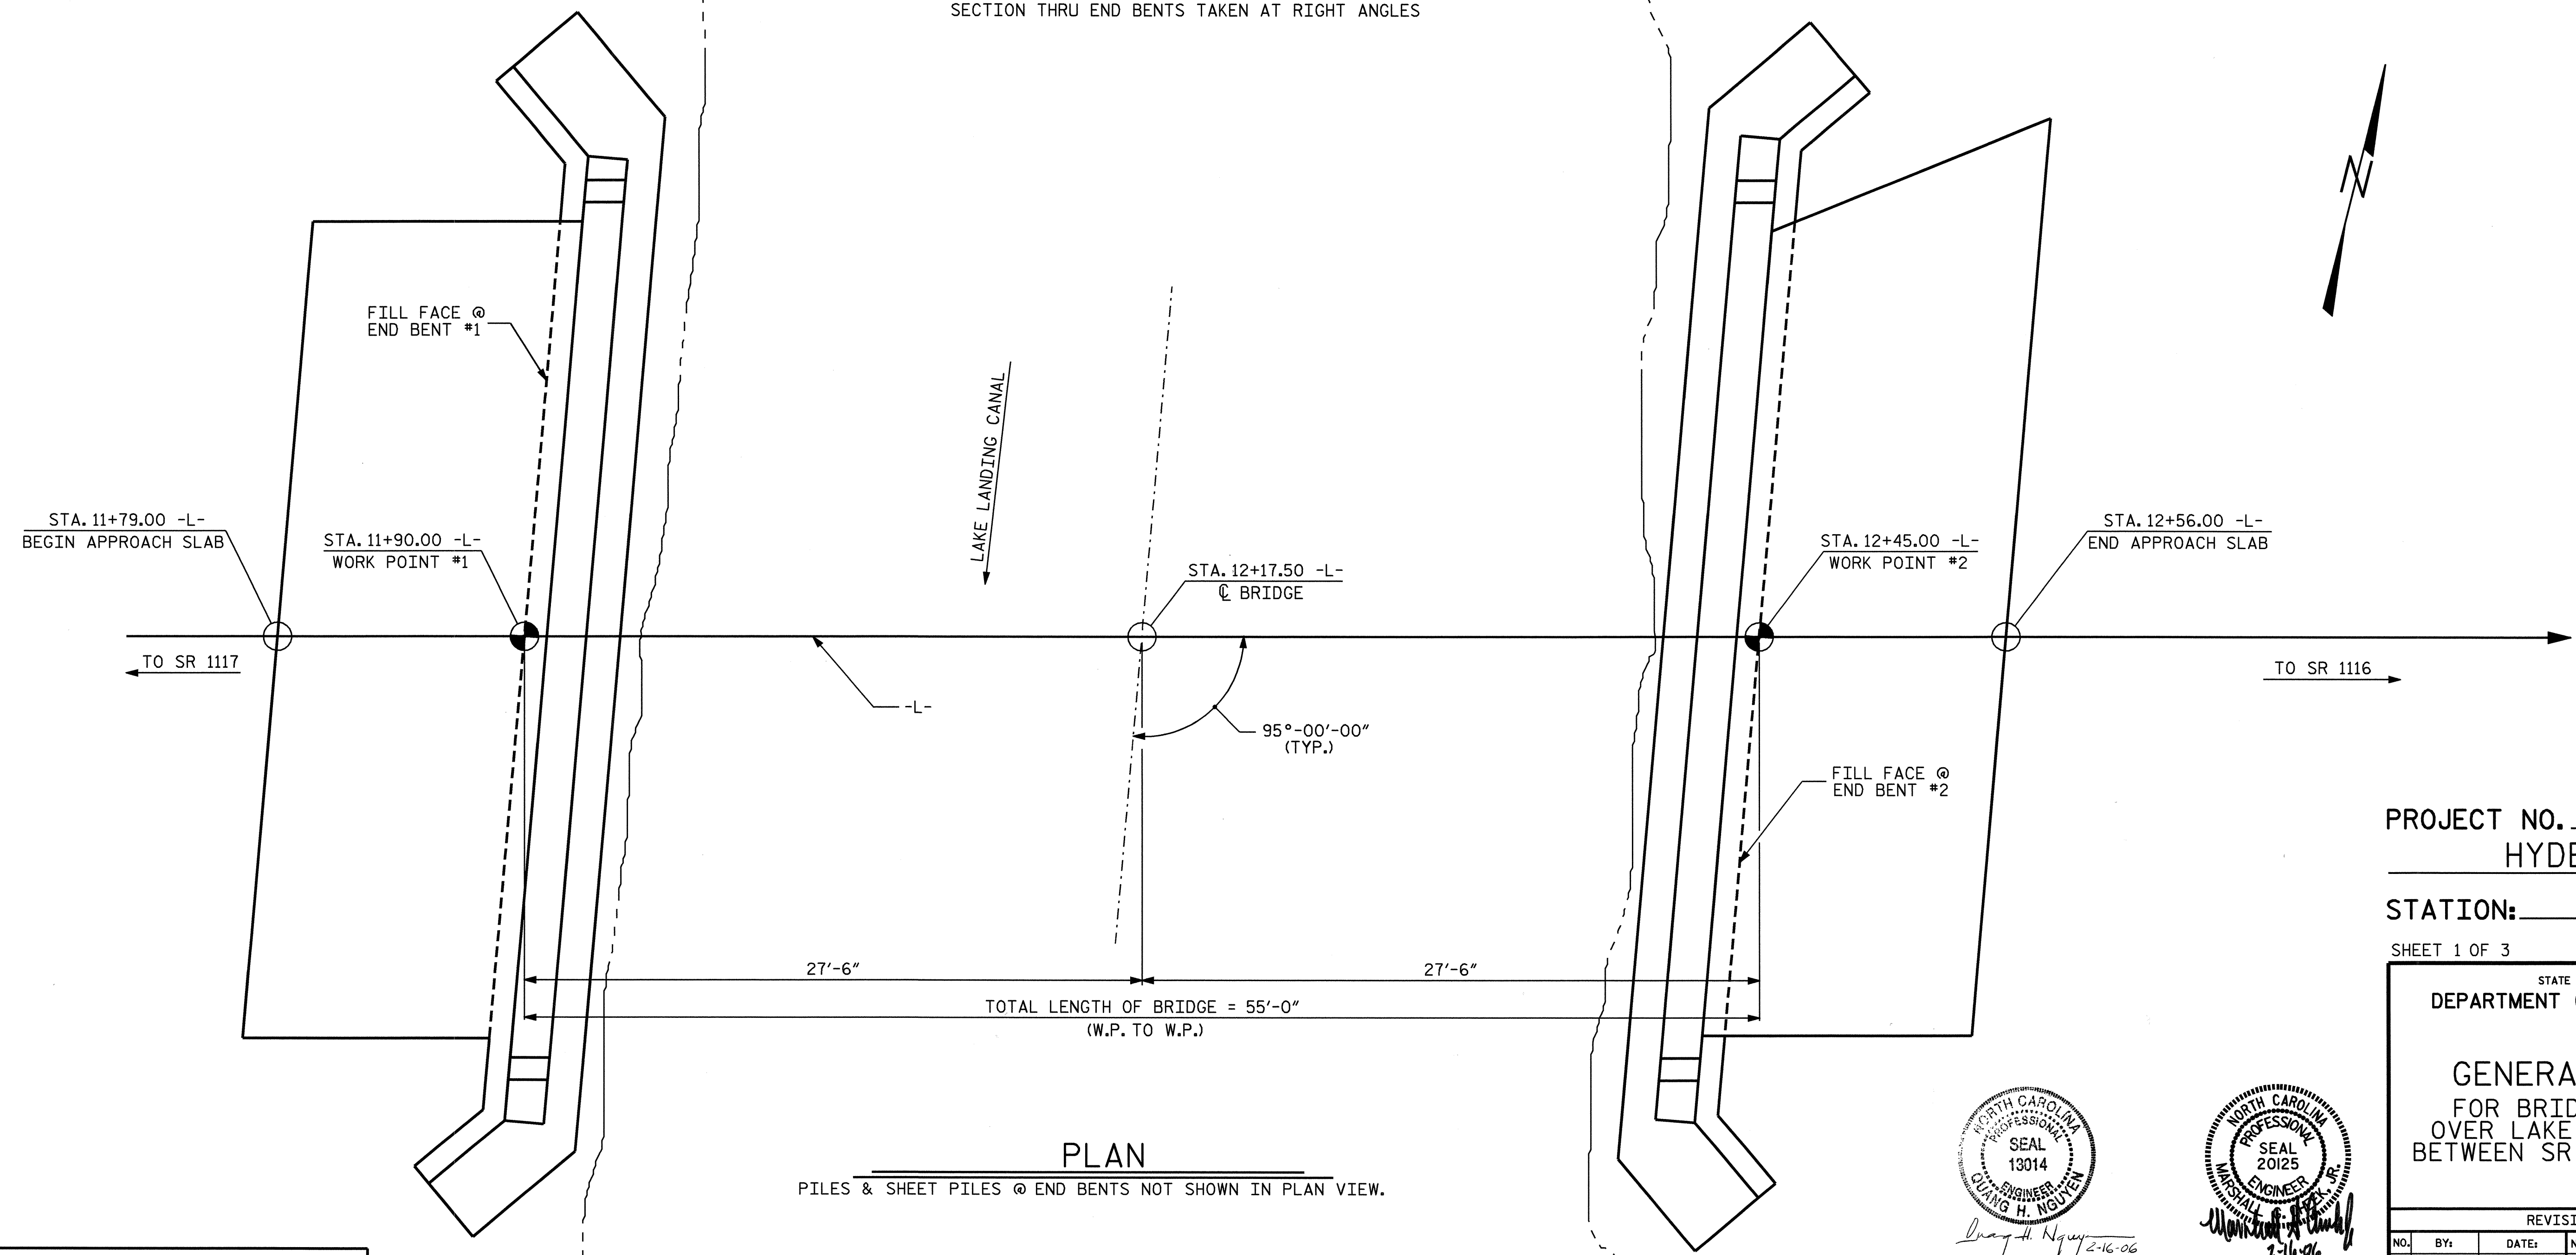 SECTION THRU END BENTS TAKEN AT RIGHT ANGLES
N
FILL FACE @
END BENT #1
LAKE LANDING CANAL
STA. 11+79.00 -L-
BEGIN APPROACH SLAB
STA. 11+90.00 -L-
WORK POINT #1
STA. 12+17.50 -L-
℄ BRIDGE
STA. 12+45.00 -L-
WORK POINT #2
STA. 12+56.00 -L-
END APPROACH SLAB
TO SR 1117
TO SR 1116
-L-
95°-00'-00"
(TYP.)
FILL FACE @
END BENT #2
27'-6"
27'-6"
TOTAL LENGTH OF BRIDGE = 55'-0"
(W.P. TO W.P.)
PLAN
PILES & SHEET PILES @ END BENTS NOT SHOWN IN PLAN VIEW.
PROJECT NO.
HYDE
STATION:
SHEET 1 OF 3
STATE
DEPARTMENT
GENERA
FOR BRID
OVER LAKE
BETWEEN SR
REVISI
NO.
BY:
DATE:
N
NORTH CAROLINA
PROFESSIONAL
SEAL
13014
ENGINEER
QUANG H. NGUYEN
Quang H. Nguyen
2-16-06
NORTH CAROLINA
PROFESSIONAL
SEAL
20125
ENGINEER
MARSHALL JR.
2-16-06